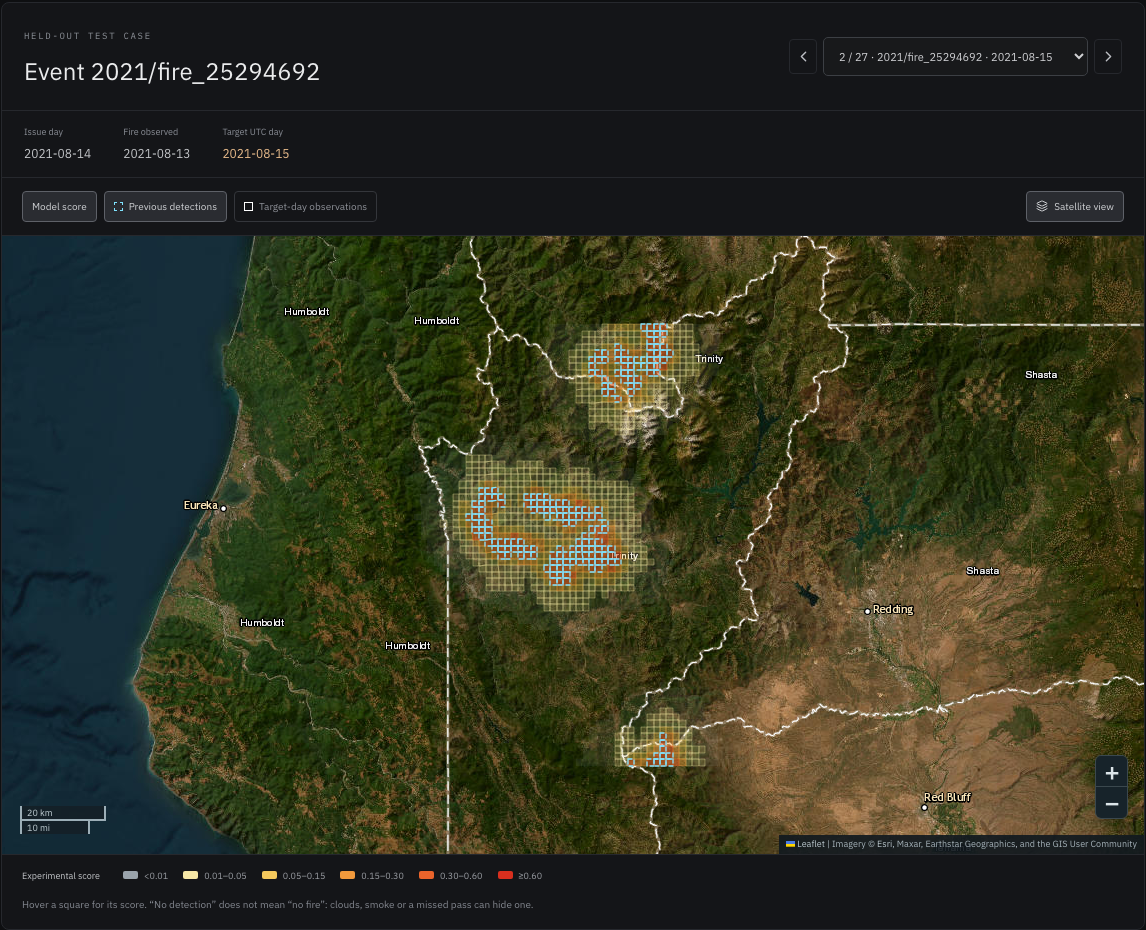 HELD-OUT TEST CASE
Event 2021/fire_25294692
2 / 27 · 2021/fire_25294692 · 2021-08-15
Issue day
Fire observed
Target UTC day
2021-08-14
2021-08-13
2021-08-15
Model score
Previous detections
Target-day observations
Satellite view
Humboldt
Humboldt
Trinity
Shasta
Eureka
rinity
Shasta
Redding
Humboldt
Humboldt
Red Bluff
+
−
20 km
10 mi
Leaflet | Imagery © Esri, Maxar, Earthstar Geographics, and the GIS User Community
Experimental score
<0.01
0.01–0.05
0.05–0.15
0.15–0.30
0.30–0.60
≥0.60
Hover a square for its score. “No detection” does not mean “no fire”: clouds, smoke or a missed pass can hide one.